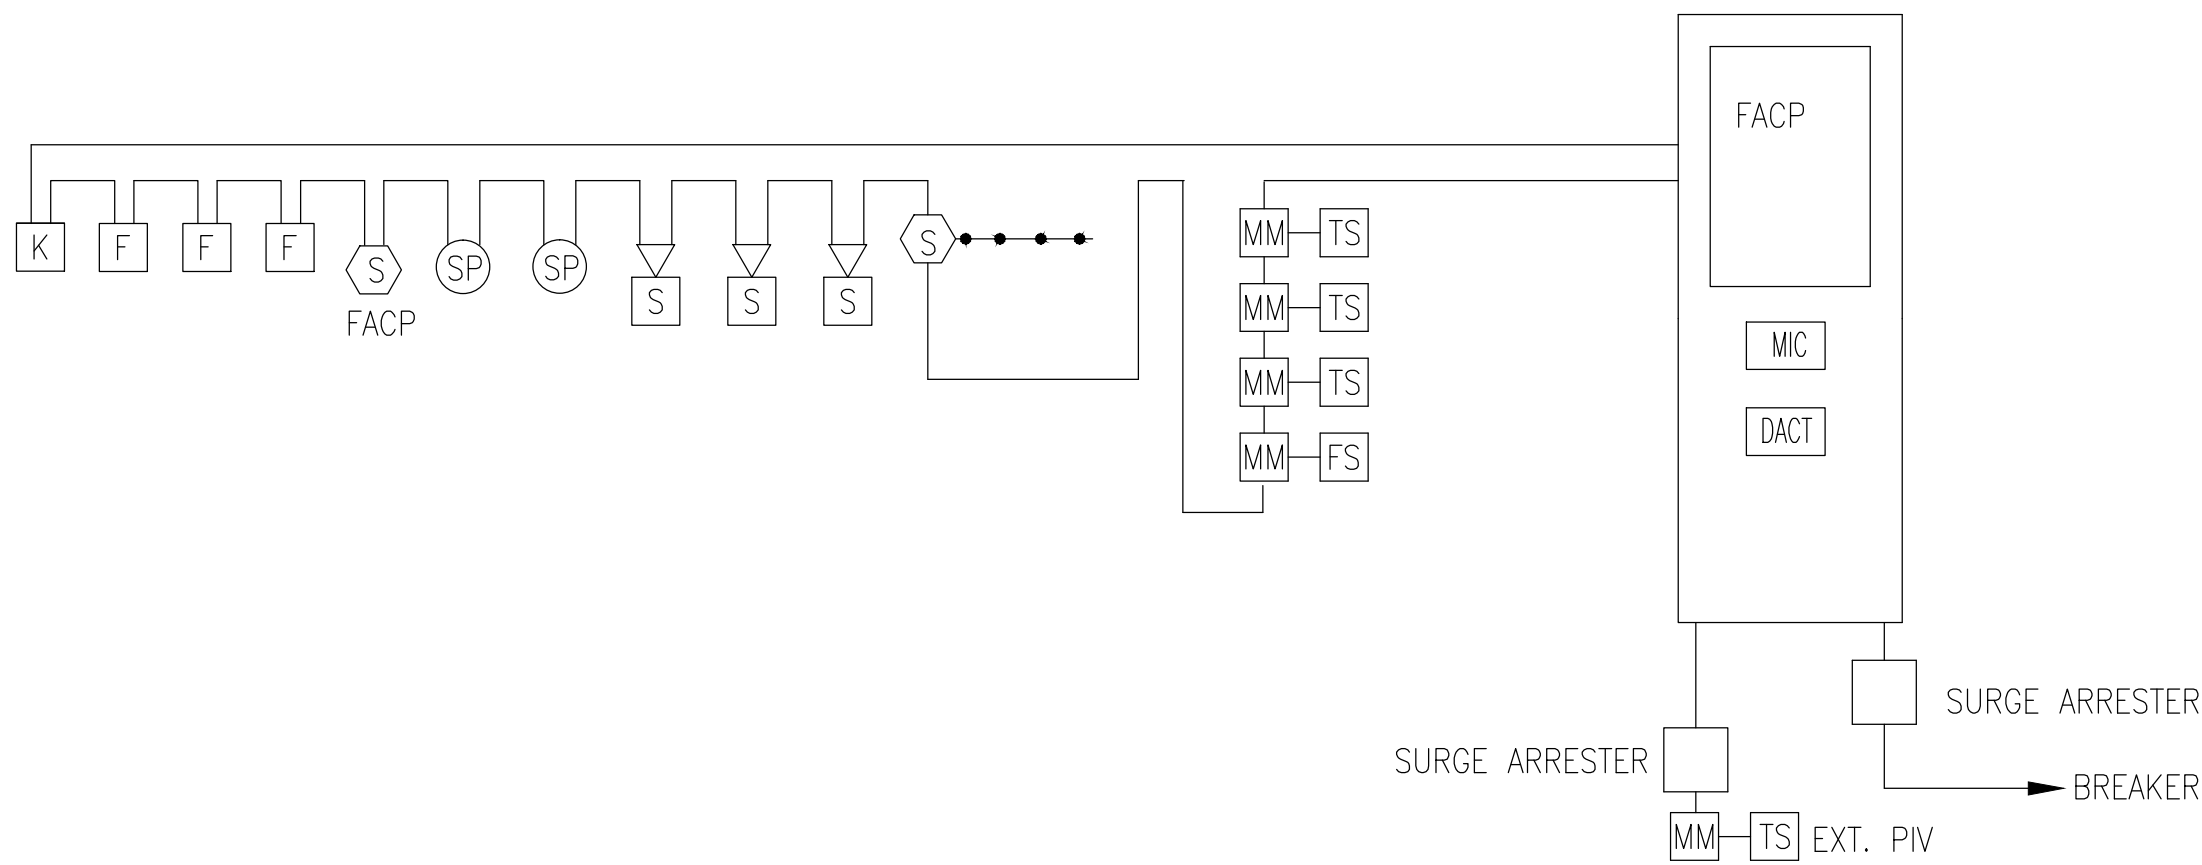 FACP
K F F F S SP SP S S S S
FACP
MM TS
MM TS
MM TS
MM FS
MIC
DACT
SURGE ARRESTER
SURGE ARRESTER
BREAKER
MM TS EXT. PIV